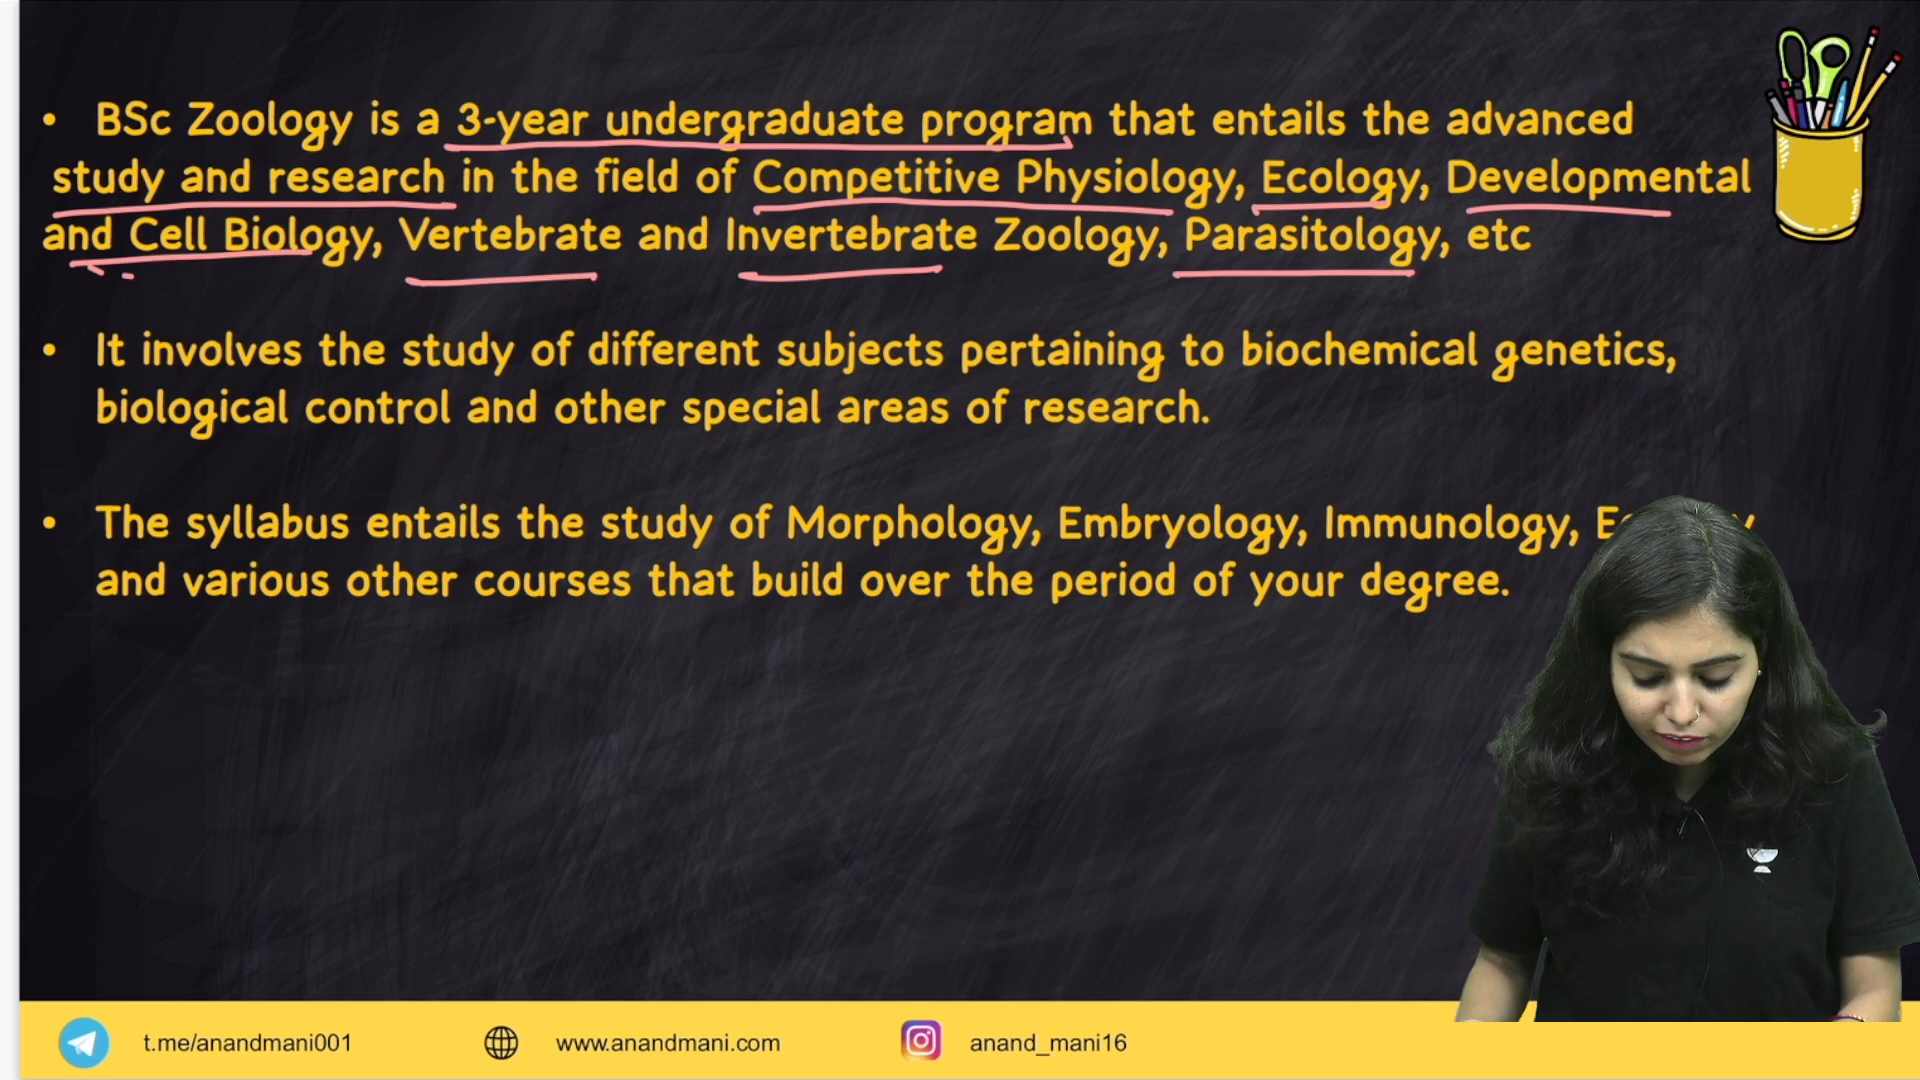 • BSc Zoology is a 3-year undergraduate program that entails the advanced
study and research in the field of Competitive Physiology, Ecology, Developmental
and Cell Biology, Vertebrate and Invertebrate Zoology, Parasitology, etc
• It involves the study of different subjects pertaining to biochemical genetics,
biological control and other special areas of research.
• The syllabus entails the study of Morphology, Embryology, Immunology,
and various other courses that build over the period of your degree.
t.me/anandmani001
www.anandmani.com
anand_mani16